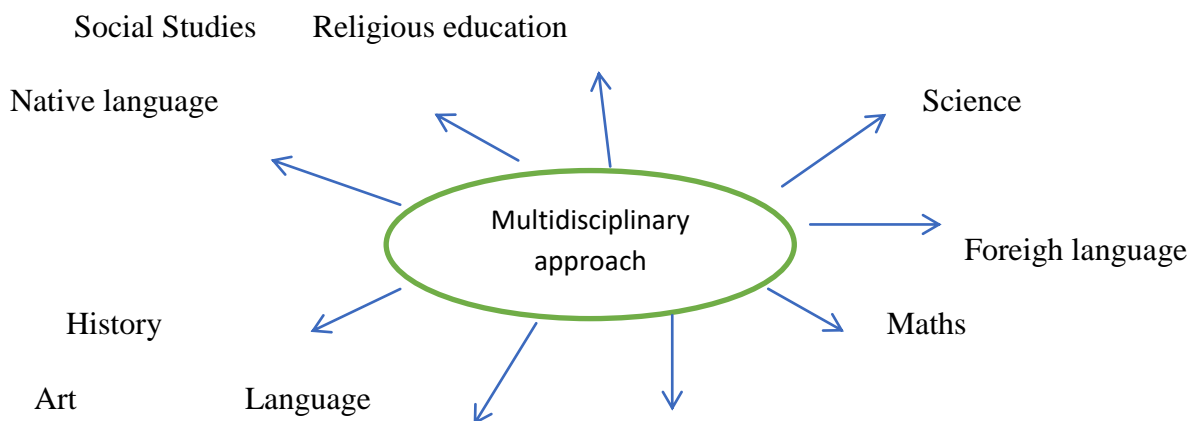 Social Studies Religious education
Native language
Science
Multidisciplinary
approach
Foreigh language
History
Maths
Art
Language